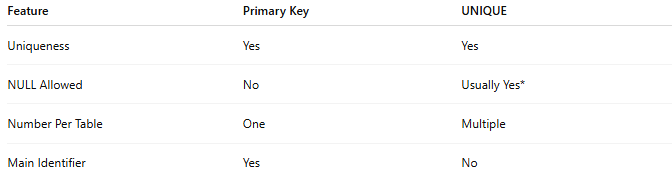 Feature Primary Key UNIQUE
Uniqueness Yes Yes
NULL Allowed No Usually Yes*
Number Per Table One Multiple
Main Identifier Yes No